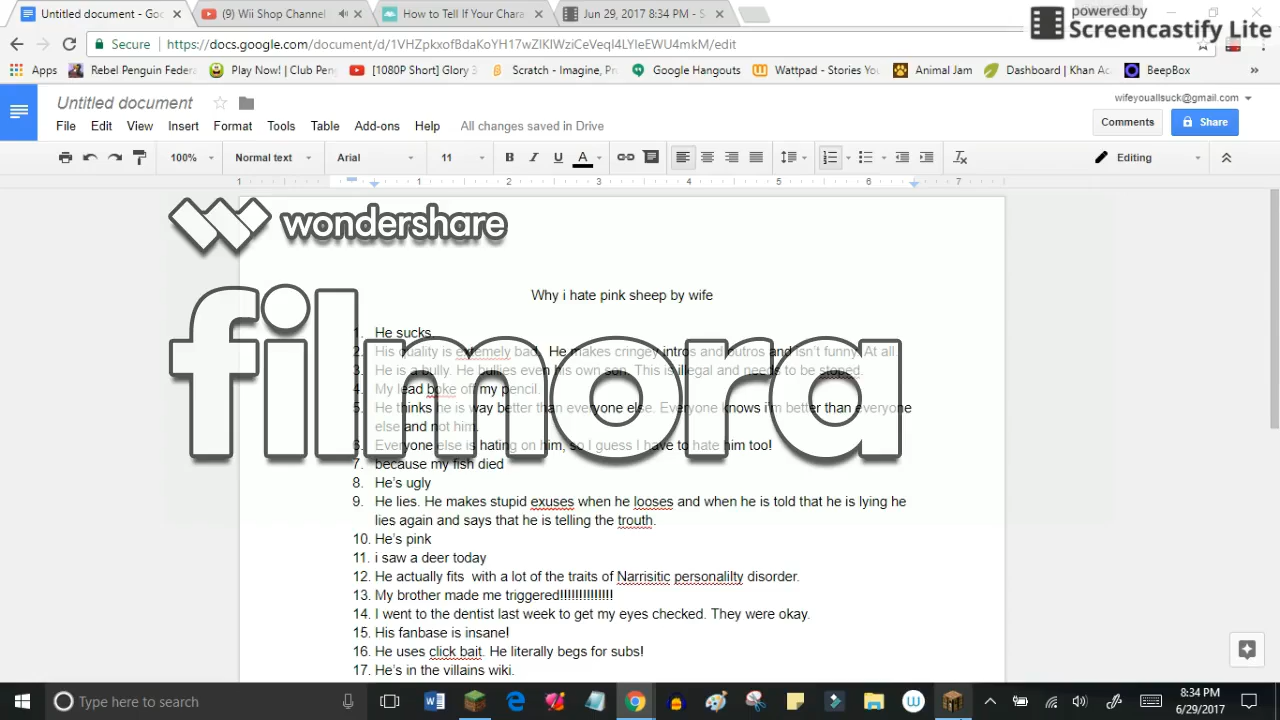 Untitled document - Goo
(9) Wii Shop Channel
How to Tell If Your Chara
Jun 29, 2017 8:34 PM - S
powered by
Screencastify Lite
Secure
https://docs.google.com/document/d/
/edit
Apps
Rebel Penguin Federa
Play Now! | Club Pen
[1080P Short] Glory 3
Scratch - Imagine, Pr
Google Hangouts
Wattpad - Stories Yo
Animal Jam
Dashboard | Khan Ac
BeepBox
»
Untitled document
wifeyouallsuck@gmail.com
File Edit View Insert Format Tools Table Add-ons Help All changes saved in Drive
Comments
Share
100% Normal text Arial 11 B I U A Editing
1 1 2 3 4 5 6 7
wondershare
filmora
Why i hate pink sheep by wife
1. He sucks
2. His quality is extemely bad. He makes cringey intros and outros and isn't funny. At all.
3. He is a bully. He bullies even his own son. This is illegal and needs to be stoped.
4. My lead boke off my pencil.
5. He thinks he is way better than everyone else. Everyone knows i'm better than everyone
else and not him.
6. Everyone else is hating on him, so I guess I have to hate him too!
7. because my fish died
8. He's ugly
9. He lies. He makes stupid exuses when he looses and when he is told that he is lying he
lies again and says that he is telling the trouth.
10. He's pink
11. i saw a deer today
12. He actually fits with a lot of the traits of Narrisitic personalilty disorder.
13. My brother made me triggered!!!!!!!!!!!!!!
14. I went to the dentist last week to get my eyes checked. They were okay.
15. His fanbase is insane!
16. He uses click bait. He literally begs for subs!
17. He's in the villains wiki.
Type here to search
8:34 PM
6/29/2017